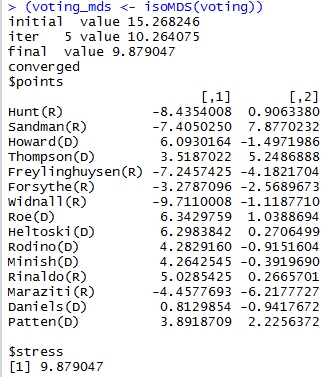 > (voting_mds <- isoMDS(voting))
initial  value 15.268246
iter   5 value 10.264075
final  value 9.879047
converged
$points
                        [,1]       [,2]
Hunt(R)           -8.4354008  0.9063380
Sandman(R)        -7.4050250  7.8770232
Howard(D)          6.0930164 -1.4971986
Thompson(D)        3.5187022  5.2486888
Freylinghuysen(R) -7.2457425 -4.1821704
Forsythe(R)       -3.2787096 -2.5689673
Widnall(R)        -9.7110008 -1.1187710
Roe(D)             6.3429759  1.0388694
Heltoski(D)        6.2983842  0.2706499
Rodino(D)          4.2829160 -0.9151604
Minish(D)          4.2642545 -0.3919690
Rinaldo(R)         5.0285425  0.2665701
Maraziti(R)       -4.4577693 -6.2177727
Daniels(D)         0.8129854 -0.9417672
Patten(D)          3.8918709  2.2256372
$stress
[1] 9.879047